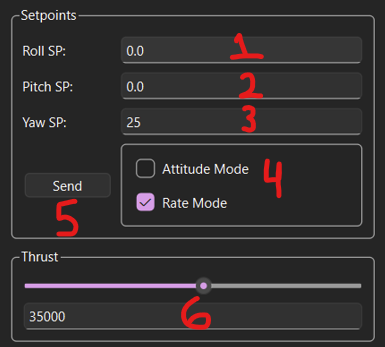 Setpoints
Roll SP: 0.0 1
Pitch SP: 0.0 2
Yaw SP: 25 3
Attitude Mode 4
Send
Rate Mode
5
Thrust
35000 6